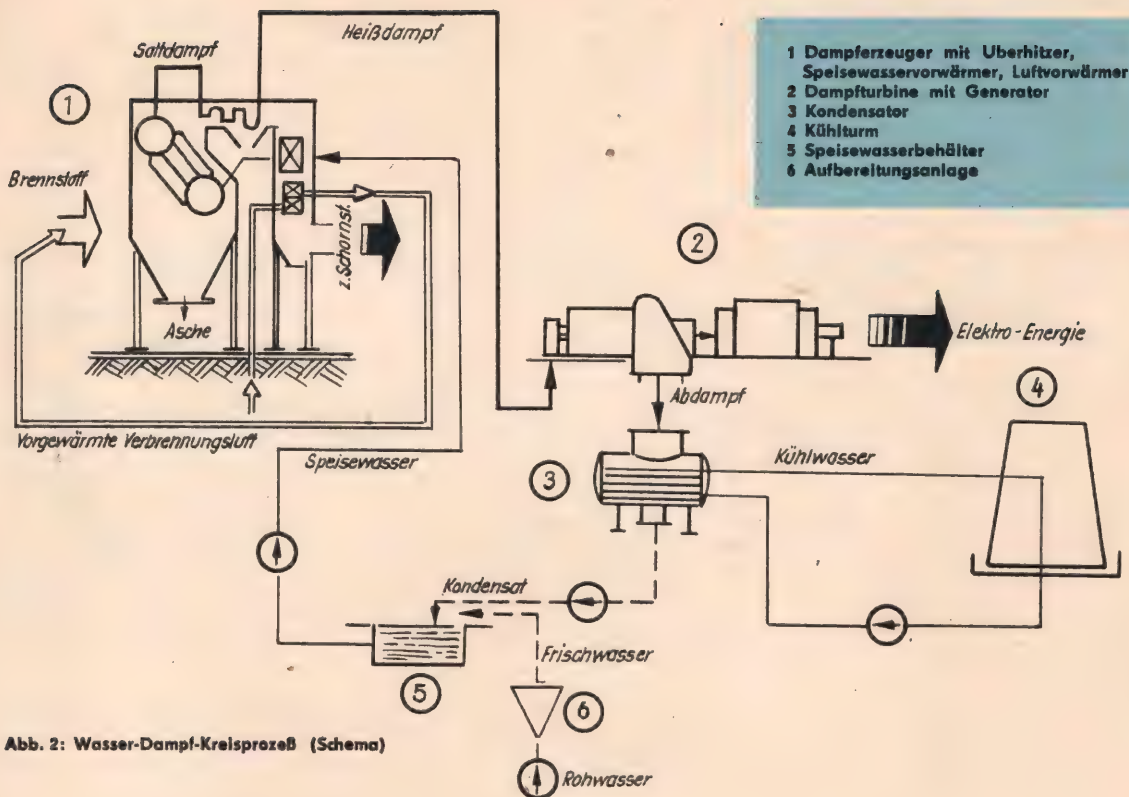 Heißdampf
Sattdampf
1
Brennstoff
z. Schornst.
Asche
Vorgewärmte Verbrennungsluft
Speisewasser
1 Dampferzeuger mit Uberhitzer,
Speisewasservorwärmer, Luftvorwärmer
2 Dampfturbine mit Generator
3 Kondensator
4 Kühlturm
5 Speisewasserbehälter
6 Aufbereitungsanlage
2
Elektro-Energie
4
Abdampf
3
Kühlwasser
Kondensat
Frischwasser
5
6
Abb. 2: Wasser-Dampf-Kreisprozeß (Schema)
Rohwasser